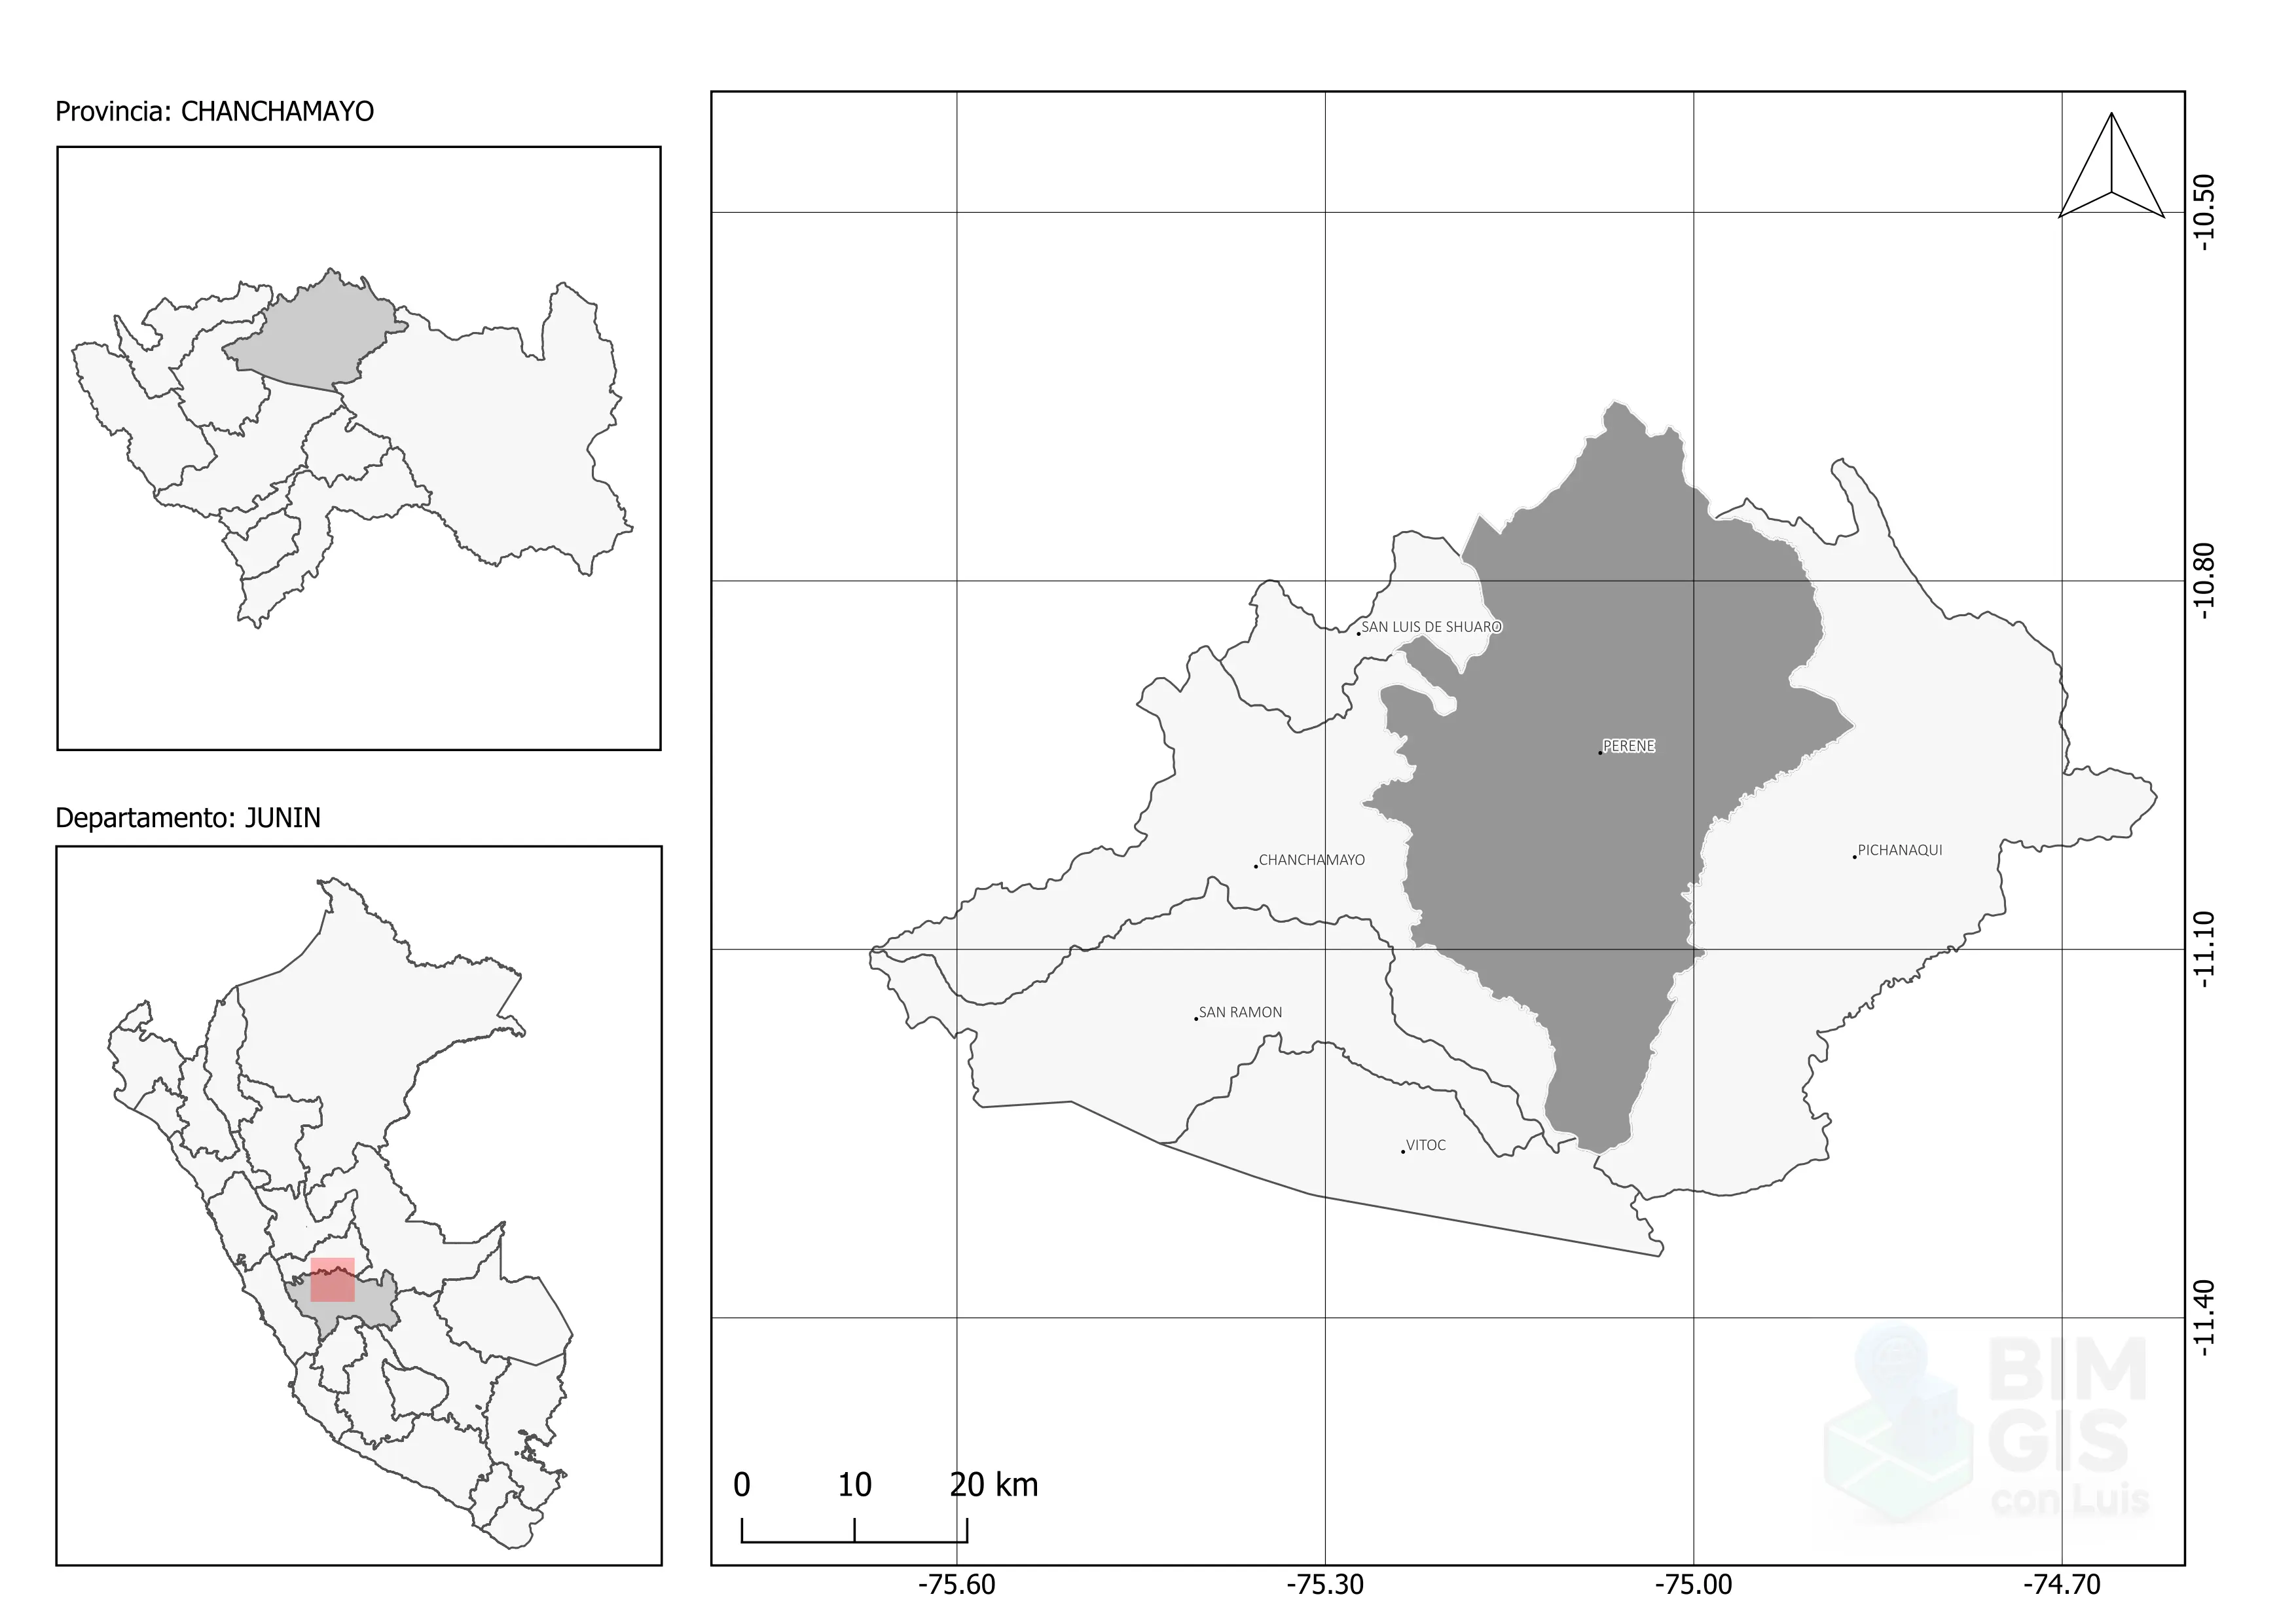 Provincia: CHANCHAMAYO
Departamento: JUNIN
SAN LUIS DE SHUARO
PERENE
CHANCHAMAYO
PICHANAQUI
SAN RAMON
VITOC
-10.50
-10.80
-11.10
-11.40
0 10 20 km
-75.60 -75.30 -75.00 -74.70
BIM
GIS
con Luis